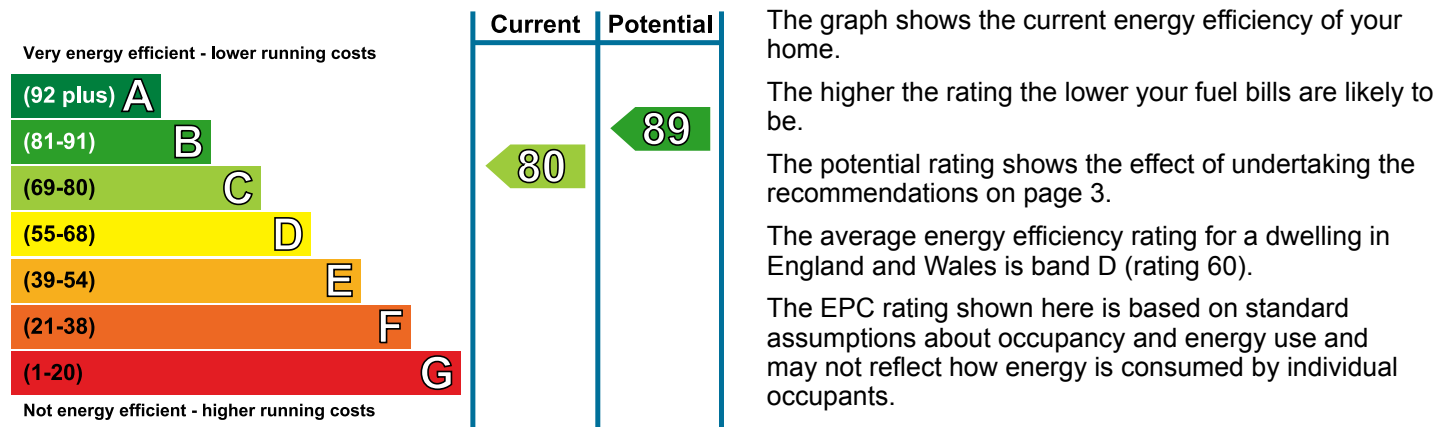 Current Potential
Very energy efficient - lower running costs
(92 plus) A
(81-91) B
(69-80) C
(55-68) D
(39-54) E
(21-38) F
(1-20) G
Not energy efficient - higher running costs
80
89
The graph shows the current energy efficiency of your
home.
The higher the rating the lower your fuel bills are likely to
be.
The potential rating shows the effect of undertaking the
recommendations on page 3.
The average energy efficiency rating for a dwelling in
England and Wales is band D (rating 60).
The EPC rating shown here is based on standard
assumptions about occupancy and energy use and
may not reflect how energy is consumed by individual
occupants.